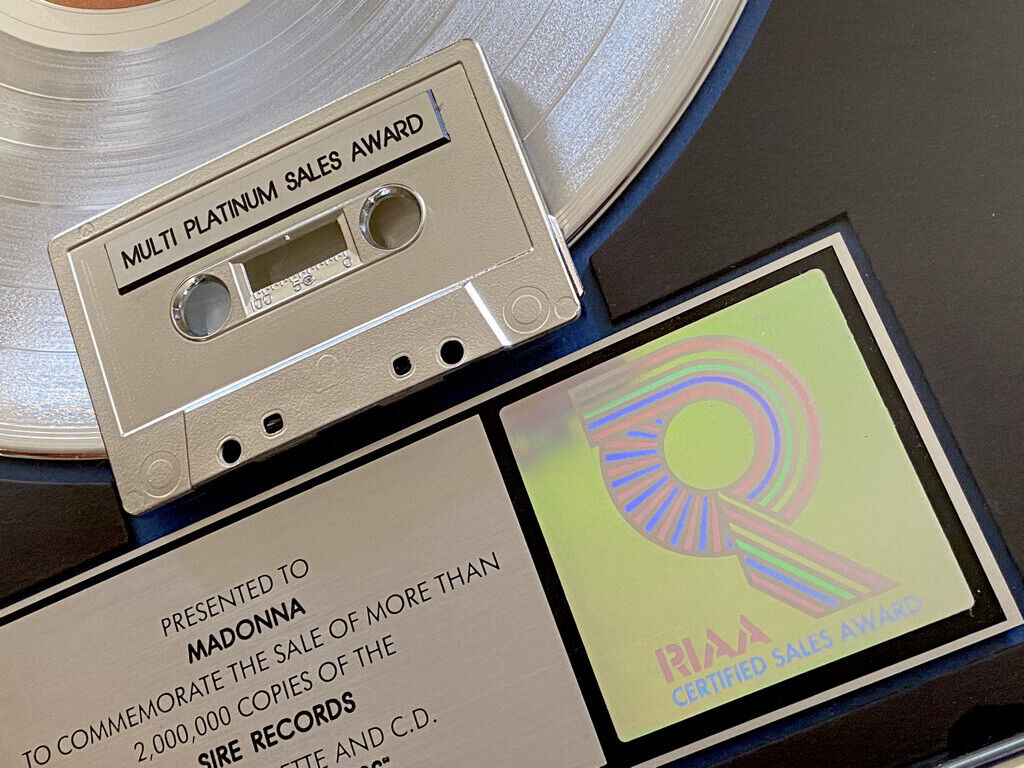 MULTI PLATINUM SALES AWARD
PRESENTED TO
MADONNA
TO COMMEMORATE THE SALE OF MORE THAN
2,000,000 COPIES OF THE
SIRE RECORDS
AND C.D.
RIAA
CERTIFIED SALES AWARD